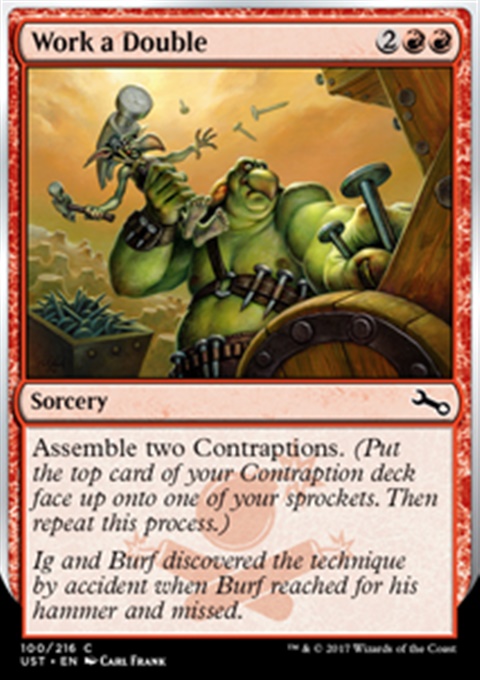 Work a Double 2
Sorcery
Assemble two Contraptions. (Put
the top card of your Contraption deck
face up onto one of your sprockets. Then
repeat this process.)
Ig and Burf discovered the technique
by accident when Burf reached for his
hammer and missed.
100/216 C
UST • EN Carl Frank
™ & © 2017 Wizards of the Coast